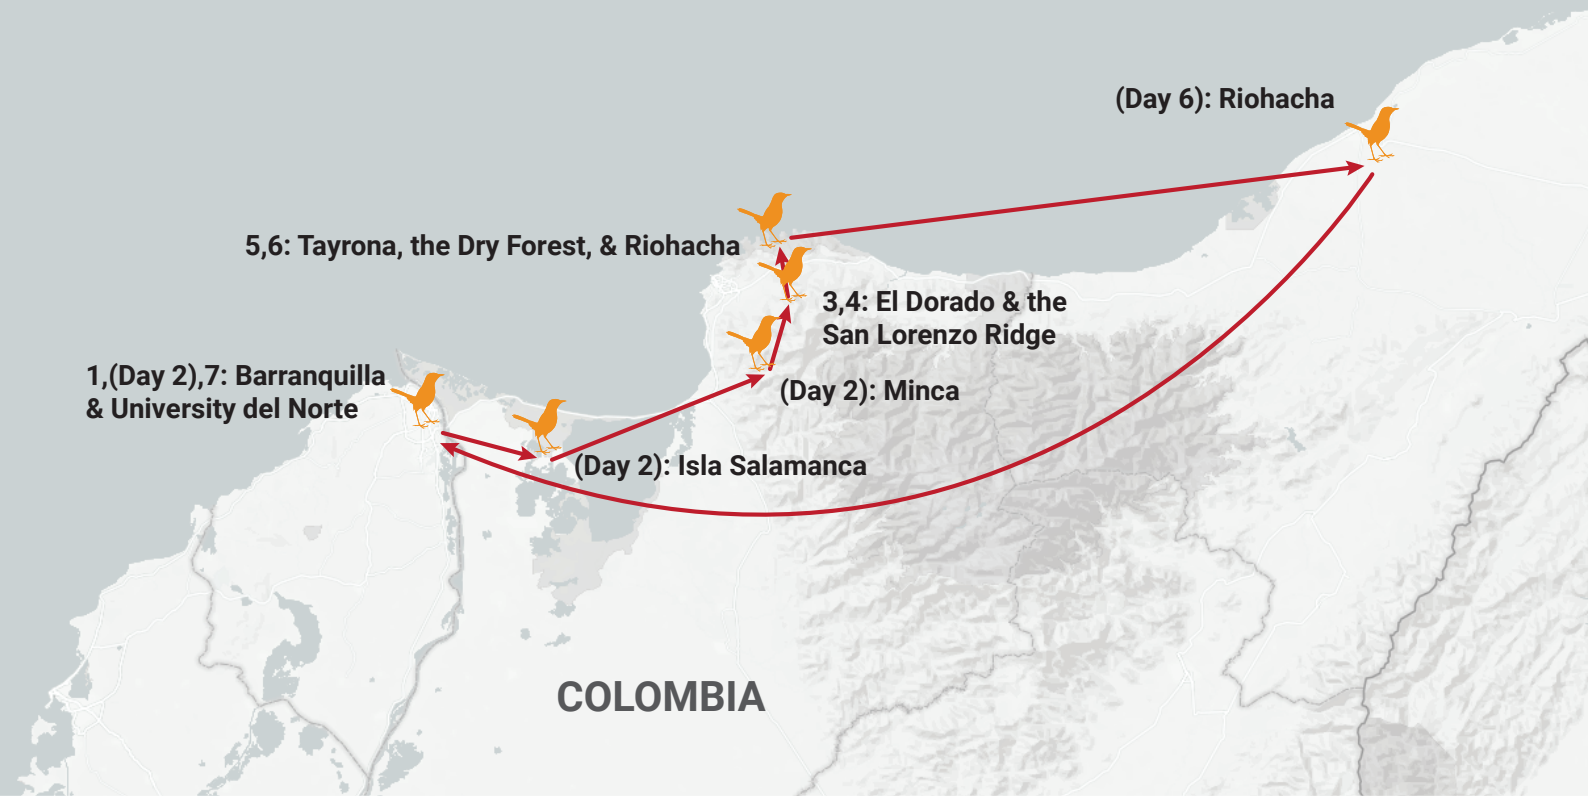 (Day 6): Riohacha
5,6: Tayrona, the Dry Forest, & Riohacha
3,4: El Dorado & the
San Lorenzo Ridge
1,(Day 2),7: Barranquilla
& University del Norte
(Day 2): Minca
(Day 2): Isla Salamanca
COLOMBIA